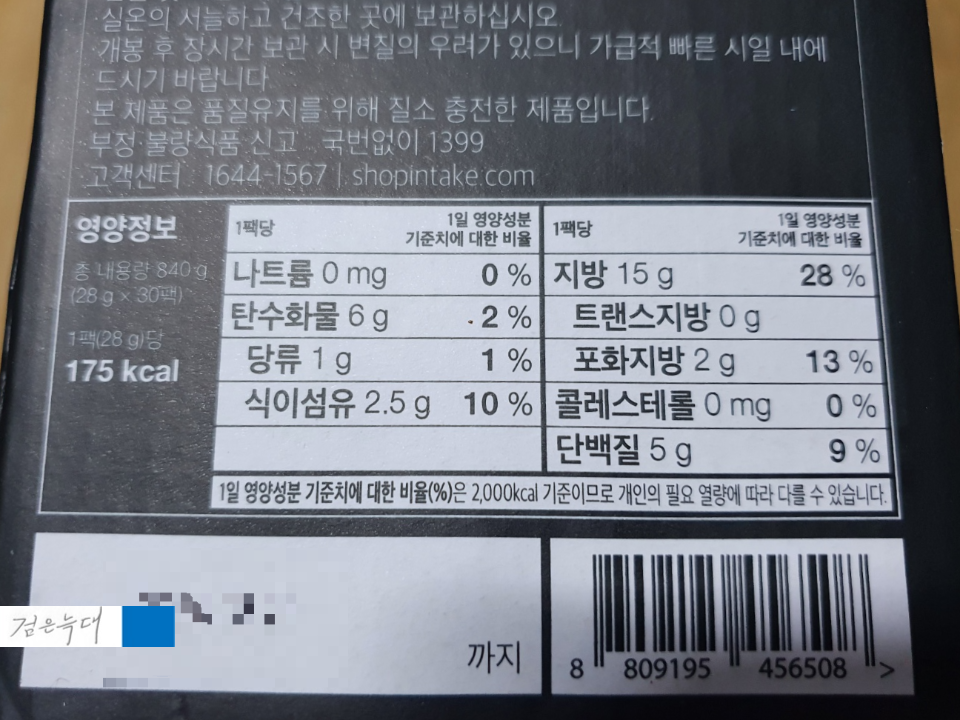 실온의 서늘하고 건조한 곳에 보관하십시오.
개봉 후 장시간 보관 시 변질의 우려가 있으니 가급적 빠른 시일 내에
드시기 바랍니다.
본 제품은 품질유지를 위해 질소 충전한 제품입니다.
부정·불량식품 신고 국번없이 1399
고객센터 1644-1567 | shopintake.com
영양정보
총 내용량 840 g
(28 g × 30팩)
1팩(28 g)당
175 kcal
1팩당 1일 영양성분
기준치에 대한 비율
나트륨 0 mg 0 %
탄수화물 6 g 2 %
당류 1 g 1 %
식이섬유 2.5 g 10 %
1팩당 1일 영양성분
기준치에 대한 비율
지방 15 g 28 %
트랜스지방 0 g
포화지방 2 g 13 %
콜레스테롤 0 mg 0 %
단백질 5 g 9 %
1일 영양성분 기준치에 대한 비율(%)은 2,000kcal 기준이므로 개인의 필요 열량에 따라 다를 수 있습니다.
검은늑대
까지
8 809195 456508 >